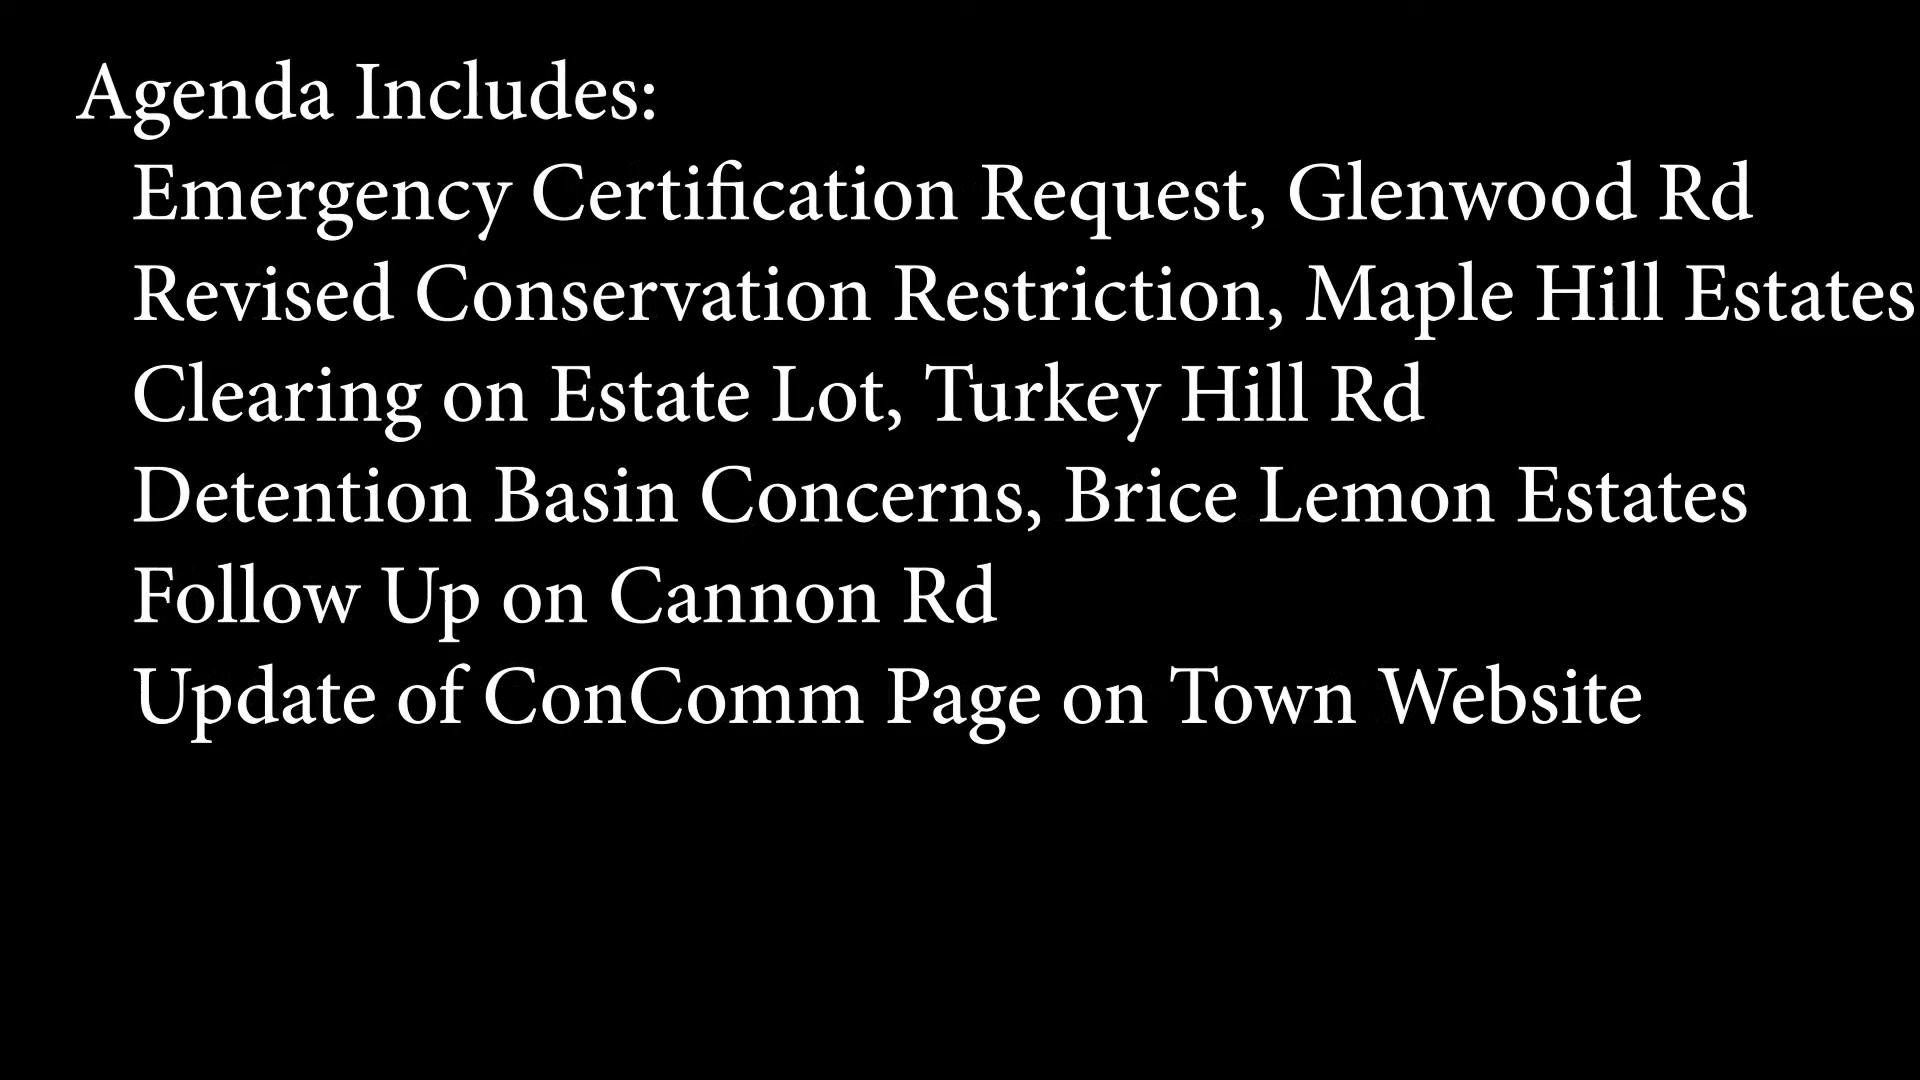 Agenda Includes:
Emergency Certification Request, Glenwood Rd
Revised Conservation Restriction, Maple Hill Estates
Clearing on Estate Lot, Turkey Hill Rd
Detention Basin Concerns, Brice Lemon Estates
Follow Up on Cannon Rd
Update of ConComm Page on Town Website